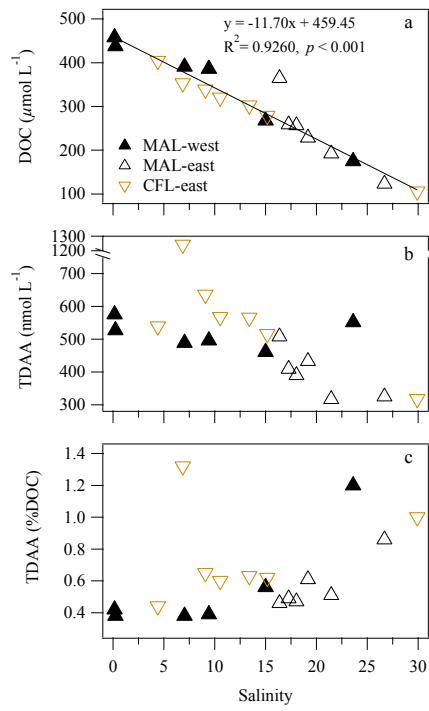 y = -11.70x + 459.45
a
R² = 0.9260, p < 0.001
500
400
300
200
100
DOC (µmol L⁻¹)
MAL-west
MAL-east
CFL-east
b
1300
1200
600
500
400
300
TDAA (nmol L⁻¹)
c
1.4
1.2
1.0
0.8
0.6
0.4
TDAA (%DOC)
0 5 10 15 20 25 30
Salinity